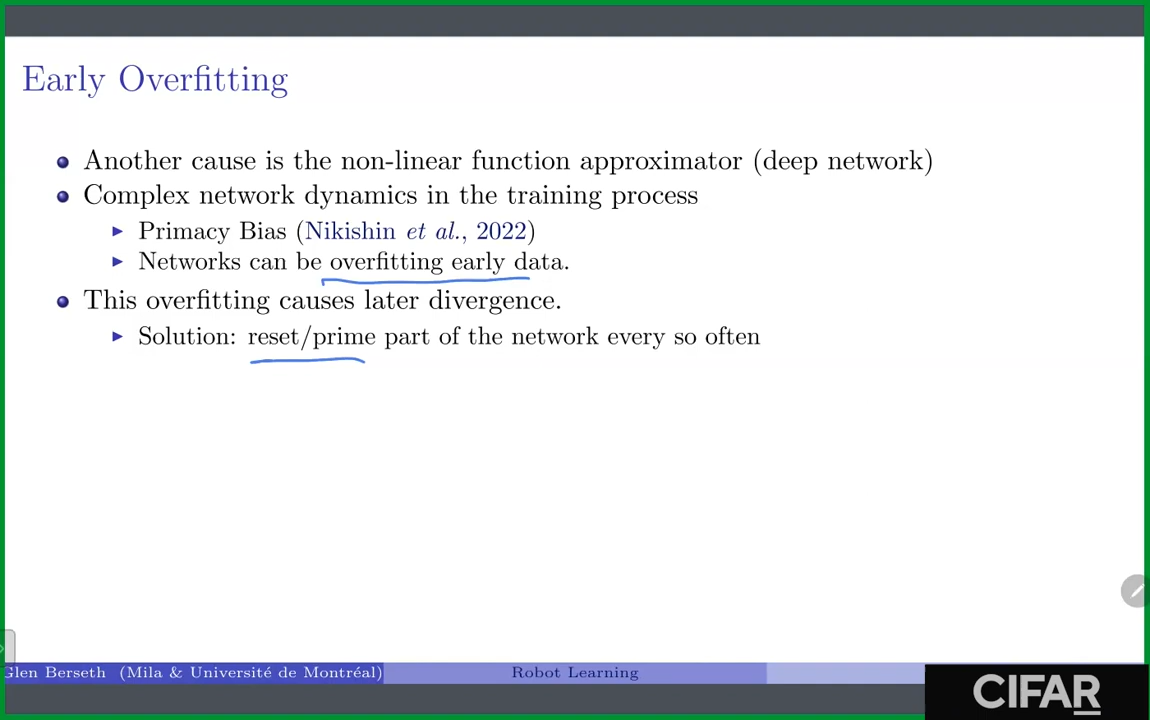 Early Overfitting
Another cause is the non-linear function approximator (deep network)
Complex network dynamics in the training process
Primacy Bias (Nikishin et al., 2022)
Networks can be overfitting early data.
This overfitting causes later divergence.
Solution: reset/prime part of the network every so often
Glen Berseth (Mila & Université de Montréal)
Robot Learning
CIFAR